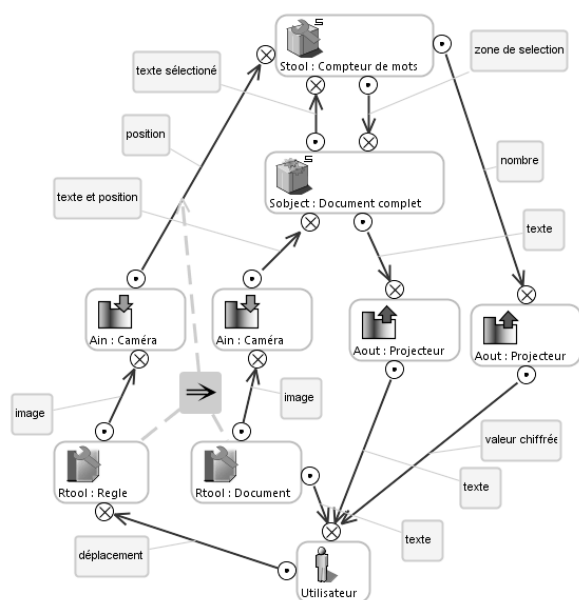 S
Stool : Compteur de mots
texte sélectioné
zone de selection
position
S
Sobject : Document complet
nombre
texte et position
texte
Ain : Caméra
Ain : Caméra
Aout : Projecteur
Aout : Projecteur
image
image
valeur chiffrée
Rtool : Regle
Rtool : Document
texte
texte
déplacement
Utilisateur